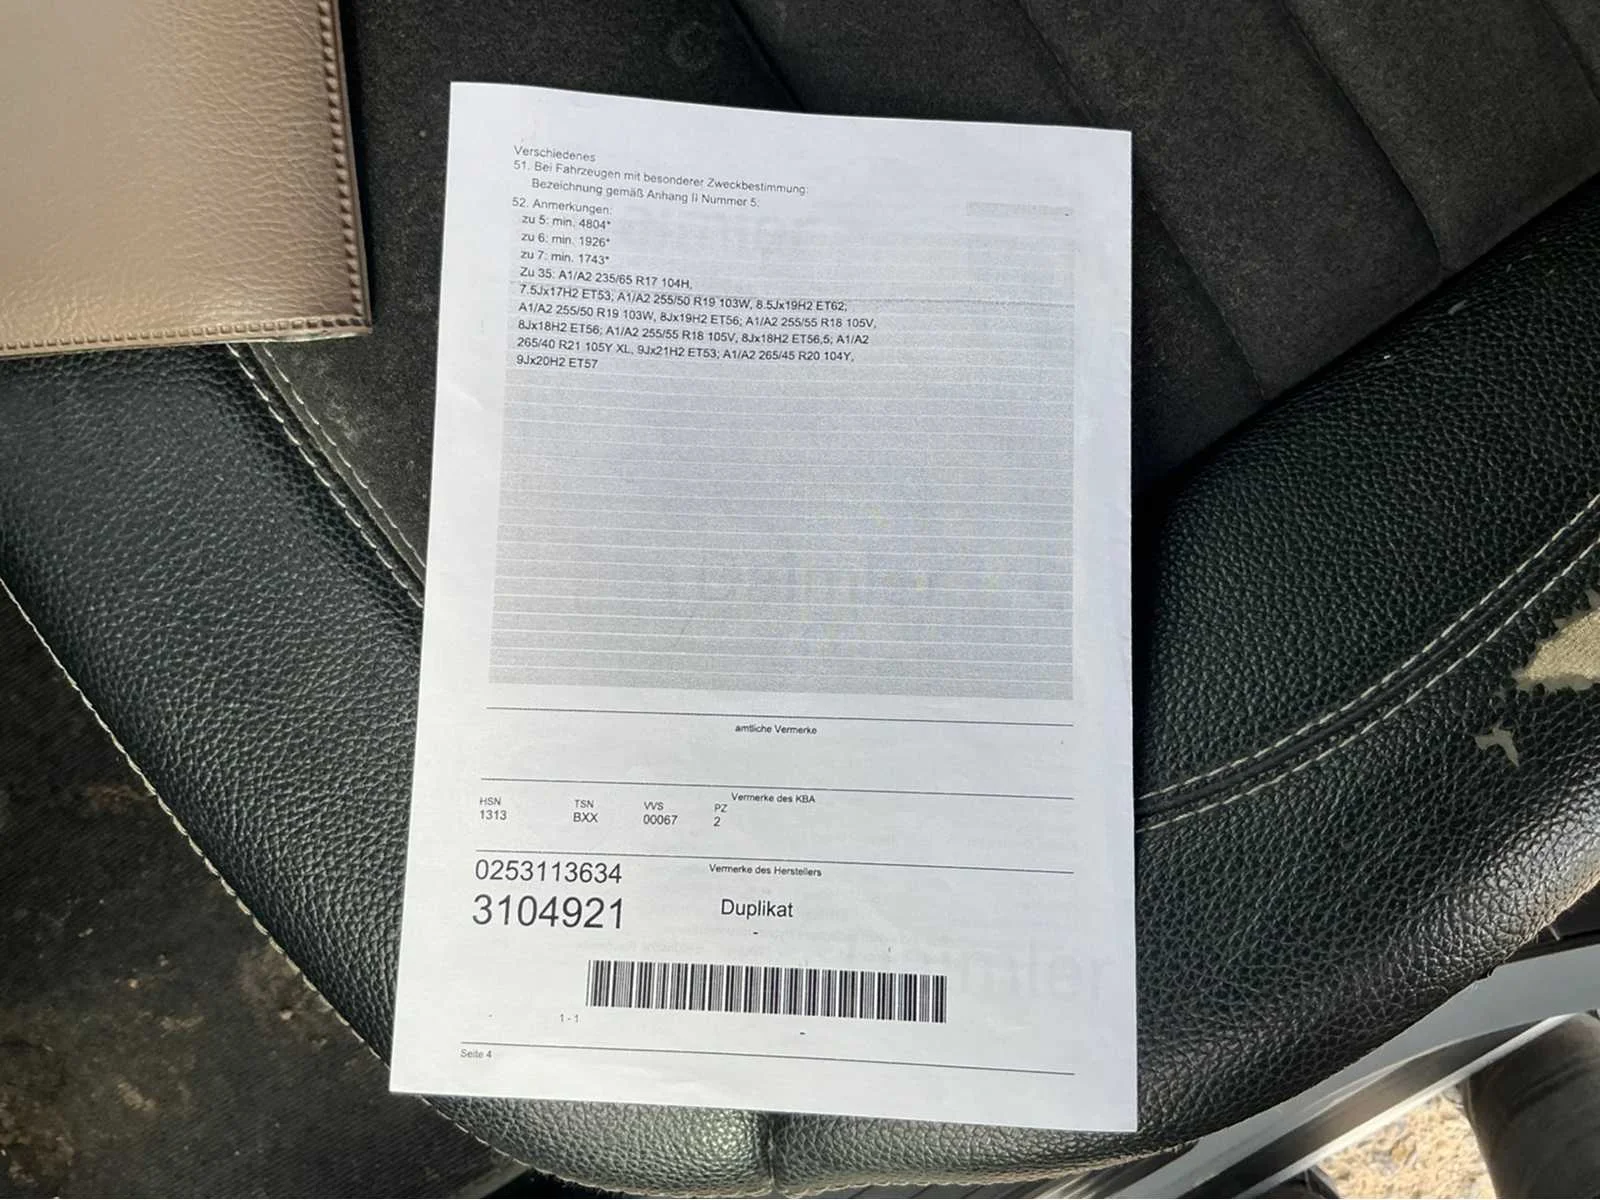 Verschiedenes
51. Bei Fahrzeugen mit besonderer Zweckbestimmung:
Bezeichnung gemäß Anhang II Nummer 5:
52. Anmerkungen:
zu 5: min. 4804*
zu 6: min. 1926*
zu 7: min. 1743*
Zu 35: A1/A2 235/65 R17 104H,
7.5Jx17H2 ET53; A1/A2 255/50 R19 103W, 8.5Jx19H2 ET62;
A1/A2 255/50 R19 103W, 8Jx19H2 ET56; A1/A2 255/55 R18 105V,
8Jx18H2 ET56; A1/A2 255/55 R18 105V, 8Jx18H2 ET56,5; A1/A2
265/40 R21 105Y XL, 9Jx21H2 ET53; A1/A2 265/45 R20 104Y,
9Jx20H2 ET57
amtliche Vermerke
Vermerke des KBA
HSN TSN VVS PZ
1313 BXX 00067 2
0253113634 Vermerke des Herstellers
3104921 Duplikat
Daimler
1 - 1
Seite 4